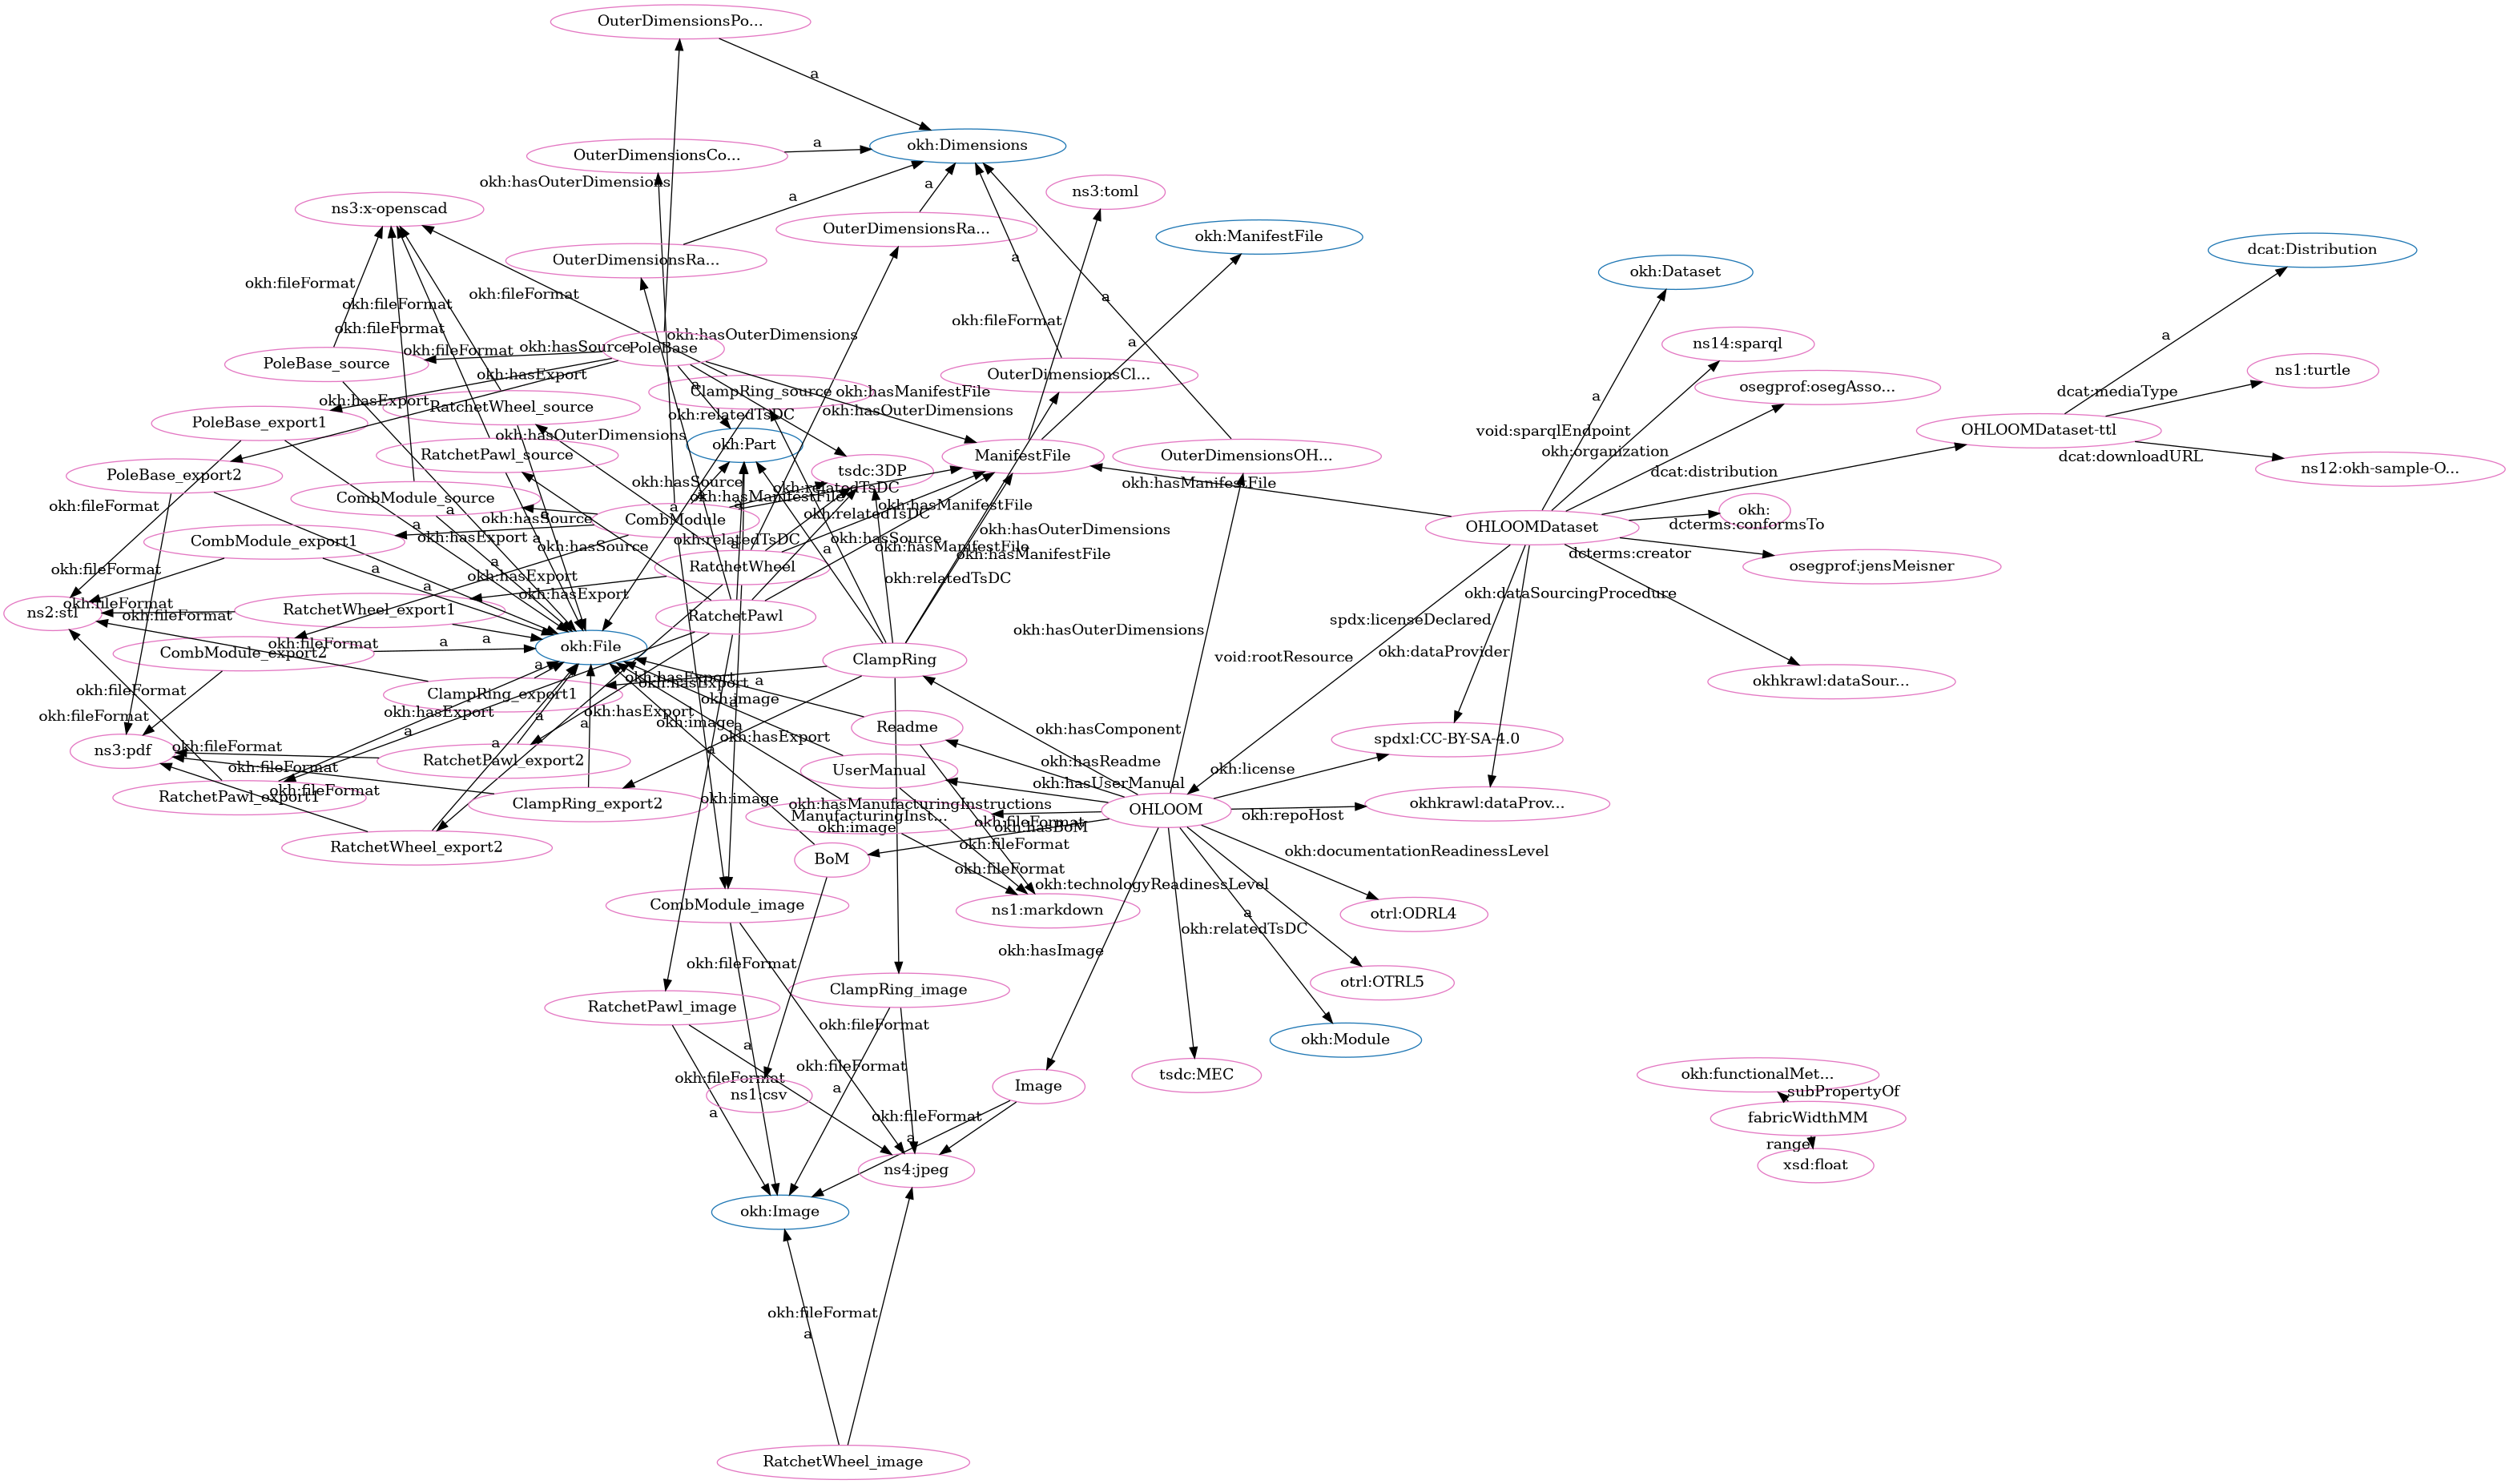 OuterDimensionsPo...
a
okh:Dimensions
OuterDimensionsCo...
a
okh:hasOuterDimensions
a
a
ns3:toml
ns3:x-openscad
OuterDimensionsRa...
okh:ManifestFile
OuterDimensionsRa...
a
okh:Dataset
dcat:Distribution
okh:fileFormat
okh:fileFormat
okh:fileFormat
a
okh:fileFormat
okh:fileFormat
okh:hasOuterDimensions
a
ns14:sparql
a
okh:fileFormat
okh:hasSource
PoleBase
PoleBase_source
okh:hasExport
OuterDimensionsCl...
ns1:turtle
a
ClampRing_source
okh:hasManifestFile
osegprof:osegAsso...
a
dcat:mediaType
okh:hasExport
RatchetWheel_source
okh:relatedTsDC
okh:hasOuterDimensions
PoleBase_export1
void:sparqlEndpoint
OHLOOMDataset-ttl
okh:hasOuterDimensions
okh:Part
RatchetPawl_source
ManifestFile
OuterDimensionsOH...
okh:organization
dcat:downloadURL
PoleBase_export2
tsdc:3DP
dcat:distribution
ns12:okh-sample-O...
okh:hasSource
okh:relatedTsDC
okh:hasManifestFile
CombModule_source
okh:hasManifestFile
okh:fileFormat
a
a
okh:hasManifestFile
okh:
a
a
okh:hasSource
CombModule
okh:relatedTsDC
okh:hasOuterDimensions
OHLOOMDataset
dcterms:conformsTo
a
okh:hasExport
a
okh:relatedTsDC
okh:hasSource
CombModule_export1
okh:hasSource
a
a
okh:hasManifestFile
okh:hasManifestFile
dcterms:creator
a
okh:fileFormat
a
okh:hasExport
RatchetWheel
okh:relatedTsDC
osegprof:jensMeisner
a
okh:hasExport
okh:dataSourcingProcedure
okh:fileFormat
ns2:stl
okh:fileFormat
RatchetWheel_export1
RatchetPawl
spdx:licenseDeclared
okh:hasOuterDimensions
a
a
okh:fileFormat
okh:File
CombModule_export2
ClampRing
void:rootResource
okh:dataProvider
a
okh:hasExport
okh:hasExport
a
okhkrawl:dataSour...
okh:fileFormat
ClampRing_export1
okh:image
a
okh:hasExport
okh:hasExport
a
okh:image
a
Readme
okh:hasComponent
okh:fileFormat
a
okh:hasExport
spdxl:CC-BY-SA-4.0
ns3:pdf
okh:fileFormat
a
a
okh:hasReadme
RatchetPawl_export2
UserManual
okh:license
okh:fileFormat
okh:hasUserManual
RatchetPawl_export1
okh:fileFormat
ClampRing_export2
okh:image
okh:hasManufacturingInstructions
OHLOOM
okhkrawl:dataProv...
ManufacturingInst...
okh:repoHost
okh:image
okh:fileFormat
okh:hasBoM
RatchetWheel_export2
okh:fileFormat
okh:documentationReadinessLevel
BoM
okh:fileFormat
okh:technologyReadinessLevel
CombModule_image
ns1:markdown
a
otrl:ODRL4
okh:relatedTsDC
okh:hasImage
okh:fileFormat
otrl:OTRL5
ClampRing_image
RatchetPawl_image
okh:fileFormat
a
okh:Module
okh:fileFormat
okh:fileFormat
tsdc:MEC
okh:functionalMet...
Image
a
ns1:csv
subPropertyOf
a
okh:fileFormat
fabricWidthMM
a
range
ns4:jpeg
xsd:float
okh:Image
okh:fileFormat
a
RatchetWheel_image